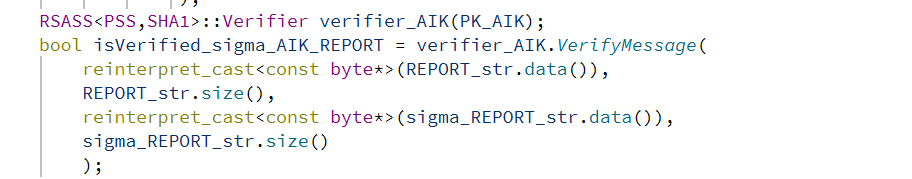 );
RSASS<PSS,SHA1>::Verifier verifier_AIK(PK_AIK);
bool isVerified_sigma_AIK_REPORT = verifier_AIK.VerifyMessage(
reinterpret_cast<const byte*>(REPORT_str.data()),
REPORT_str.size(),
reinterpret_cast<const byte*>(sigma_REPORT_str.data()),
sigma_REPORT_str.size()
);